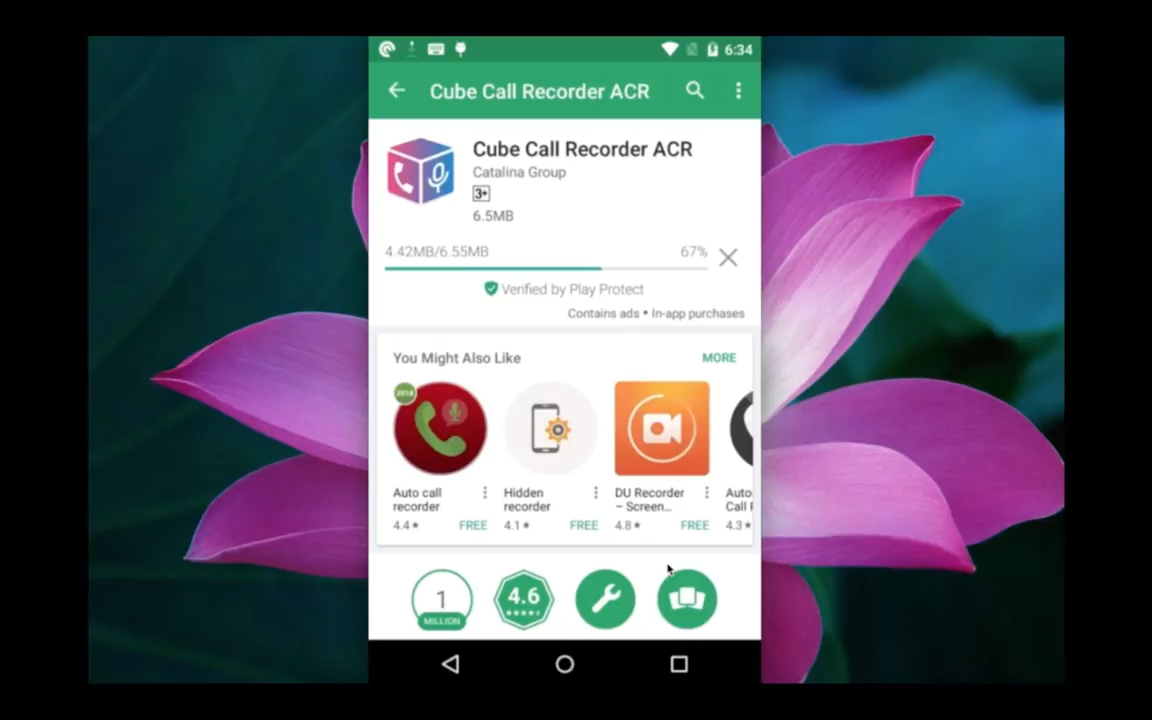 6:34
Cube Call Recorder ACR
Cube Call Recorder ACR
Catalina Group
3+
6.5MB
4.42MB/6.55MB 67%
Verified by Play Protect
Contains ads • In-app purchases
You Might Also Like MORE
2018
Auto call recorder
4.4★ FREE
Hidden recorder
4.1★ FREE
DU Recorder – Screen...
4.8★ FREE
Auto
Call
4.3★
1
MILLION
4.6